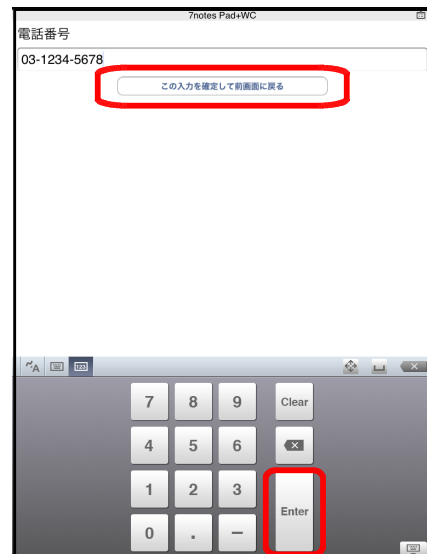 7notes Pad+WC
電話番号
03-1234-5678
この入力を確定して前画面に戻る
A 123
7 8 9 Clear
4 5 6
1 2 3
Enter
0 . −